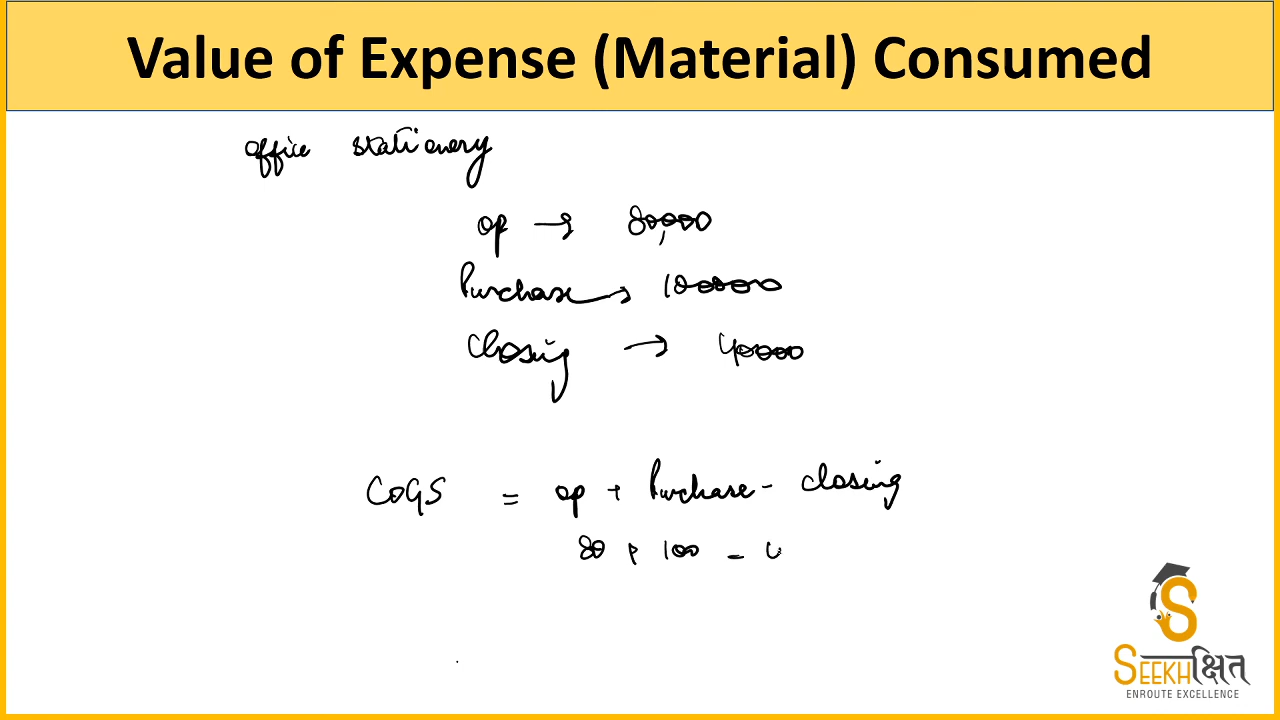 Value of Expense (Material) Consumed
office stationery
op → 80,000
Purchase → 100000
closing → 40000
COGS = op + Purchase - closing
80 + 100 - 4
S
SEEKHक्षित
ENROUTE EXCELLENCE